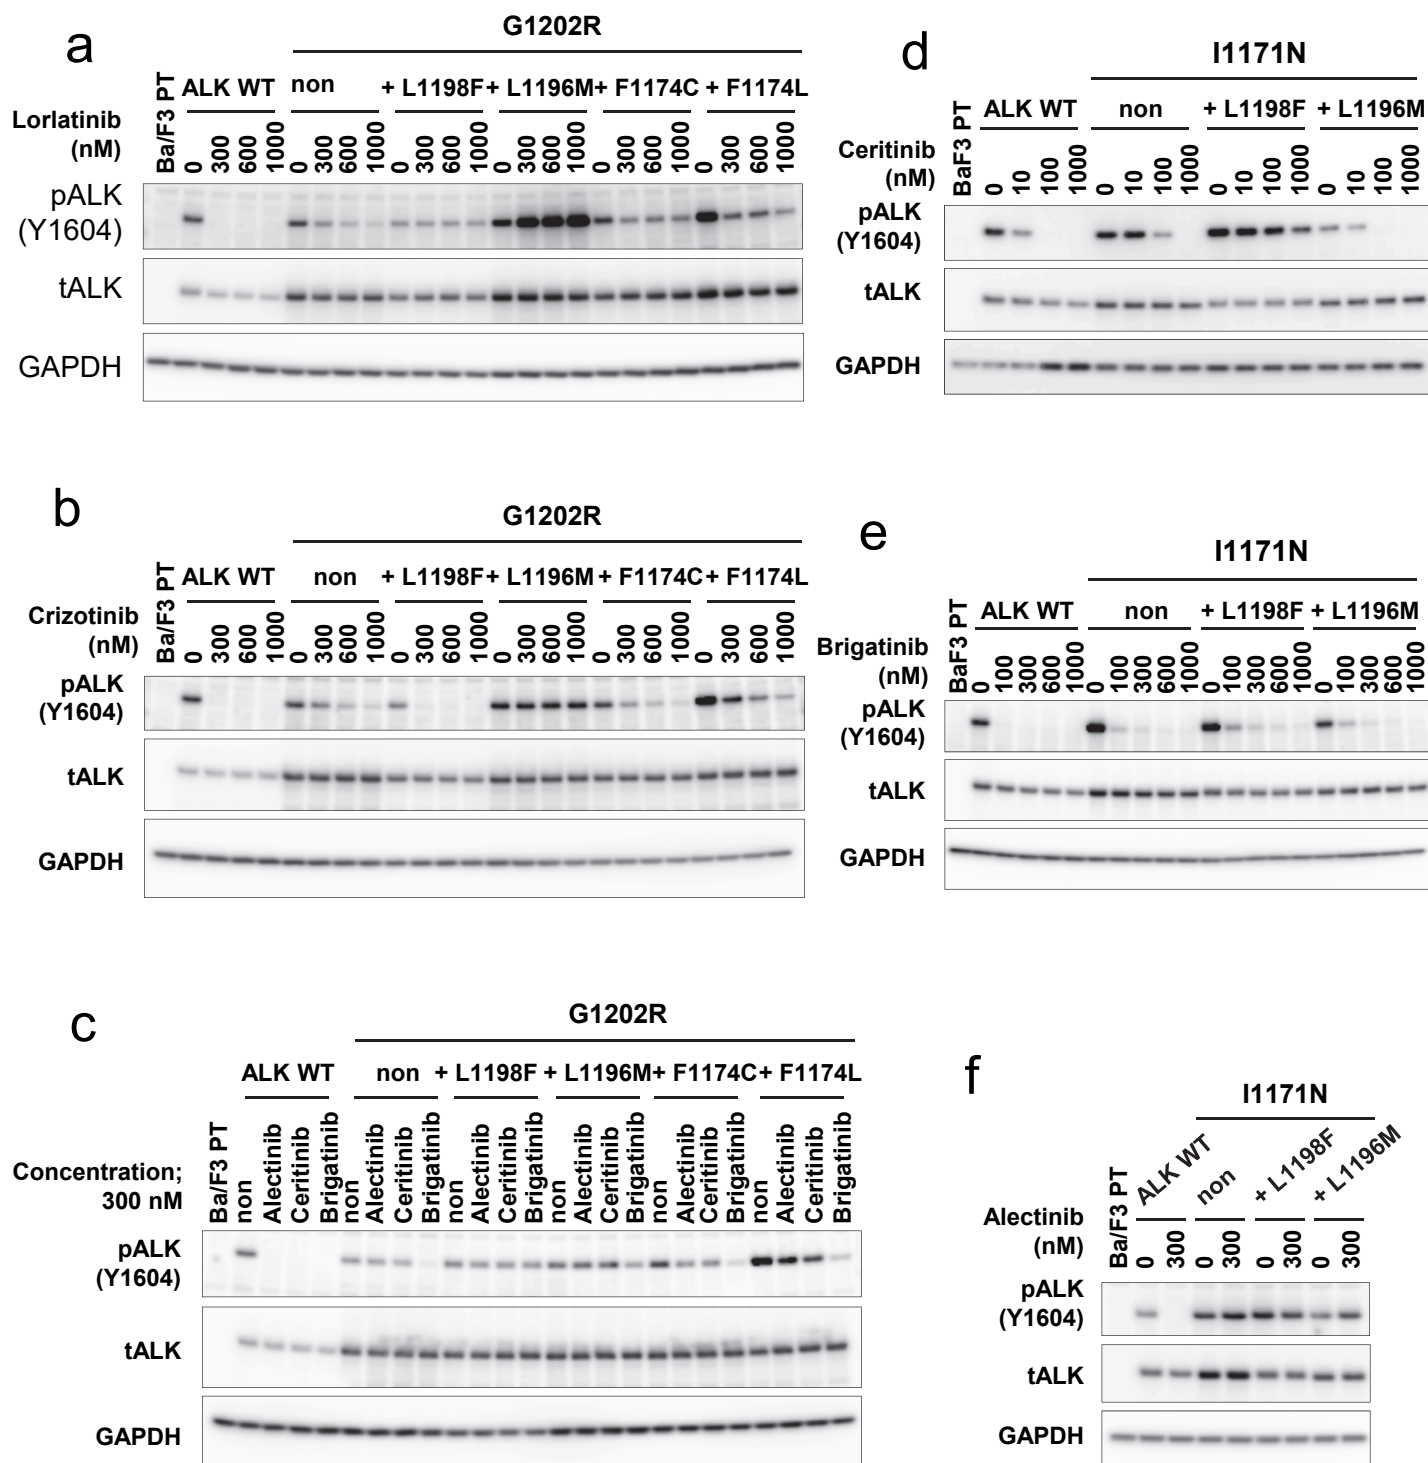 a
G1202R
Ba/F3 PT
ALK WT
non
+ L1198F
+ L1196M
+ F1174C
+ F1174L
Lorlatinib
(nM)
0 300 600 1000 0 300 600 1000 0 300 600 1000 0 300 600 1000 0 300 600 1000 0 300 600 1000
pALK
(Y1604)
tALK
GAPDH
b
G1202R
Ba/F3 PT
ALK WT
non
+ L1198F
+ L1196M
+ F1174C
+ F1174L
Crizotinib
(nM)
0 300 600 1000 0 300 600 1000 0 300 600 1000 0 300 600 1000 0 300 600 1000 0 300 600 1000
pALK
(Y1604)
tALK
GAPDH
c
G1202R
ALK WT
non
+ L1198F
+ L1196M
+ F1174C
+ F1174L
Concentration;
300 nM
Ba/F3 PT
non Alectinib Ceritinib Brigatinib non Alectinib Ceritinib Brigatinib non Alectinib Ceritinib Brigatinib non Alectinib Ceritinib Brigatinib non Alectinib Ceritinib Brigatinib non Alectinib Ceritinib Brigatinib
pALK
(Y1604)
tALK
GAPDH
d
I1171N
BaF3 PT
ALK WT
non
+ L1198F
+ L1196M
Ceritinib
(nM)
0 10 100 1000 0 10 100 1000 0 10 100 1000 0 10 100 1000
pALK
(Y1604)
tALK
GAPDH
e
I1171N
BaF3 PT
ALK WT
non
+ L1198F
+ L1196M
Brigatinib
(nM)
0 100 300 600 1000 0 100 300 600 1000 0 100 300 600 1000 0 100 300 600 1000
pALK
(Y1604)
tALK
GAPDH
f
I1171N
Ba/F3 PT
ALK WT
non
+ L1198F
+ L1196M
Alectinib
(nM)
0 300 0 300 0 300 0 300
pALK
(Y1604)
tALK
GAPDH